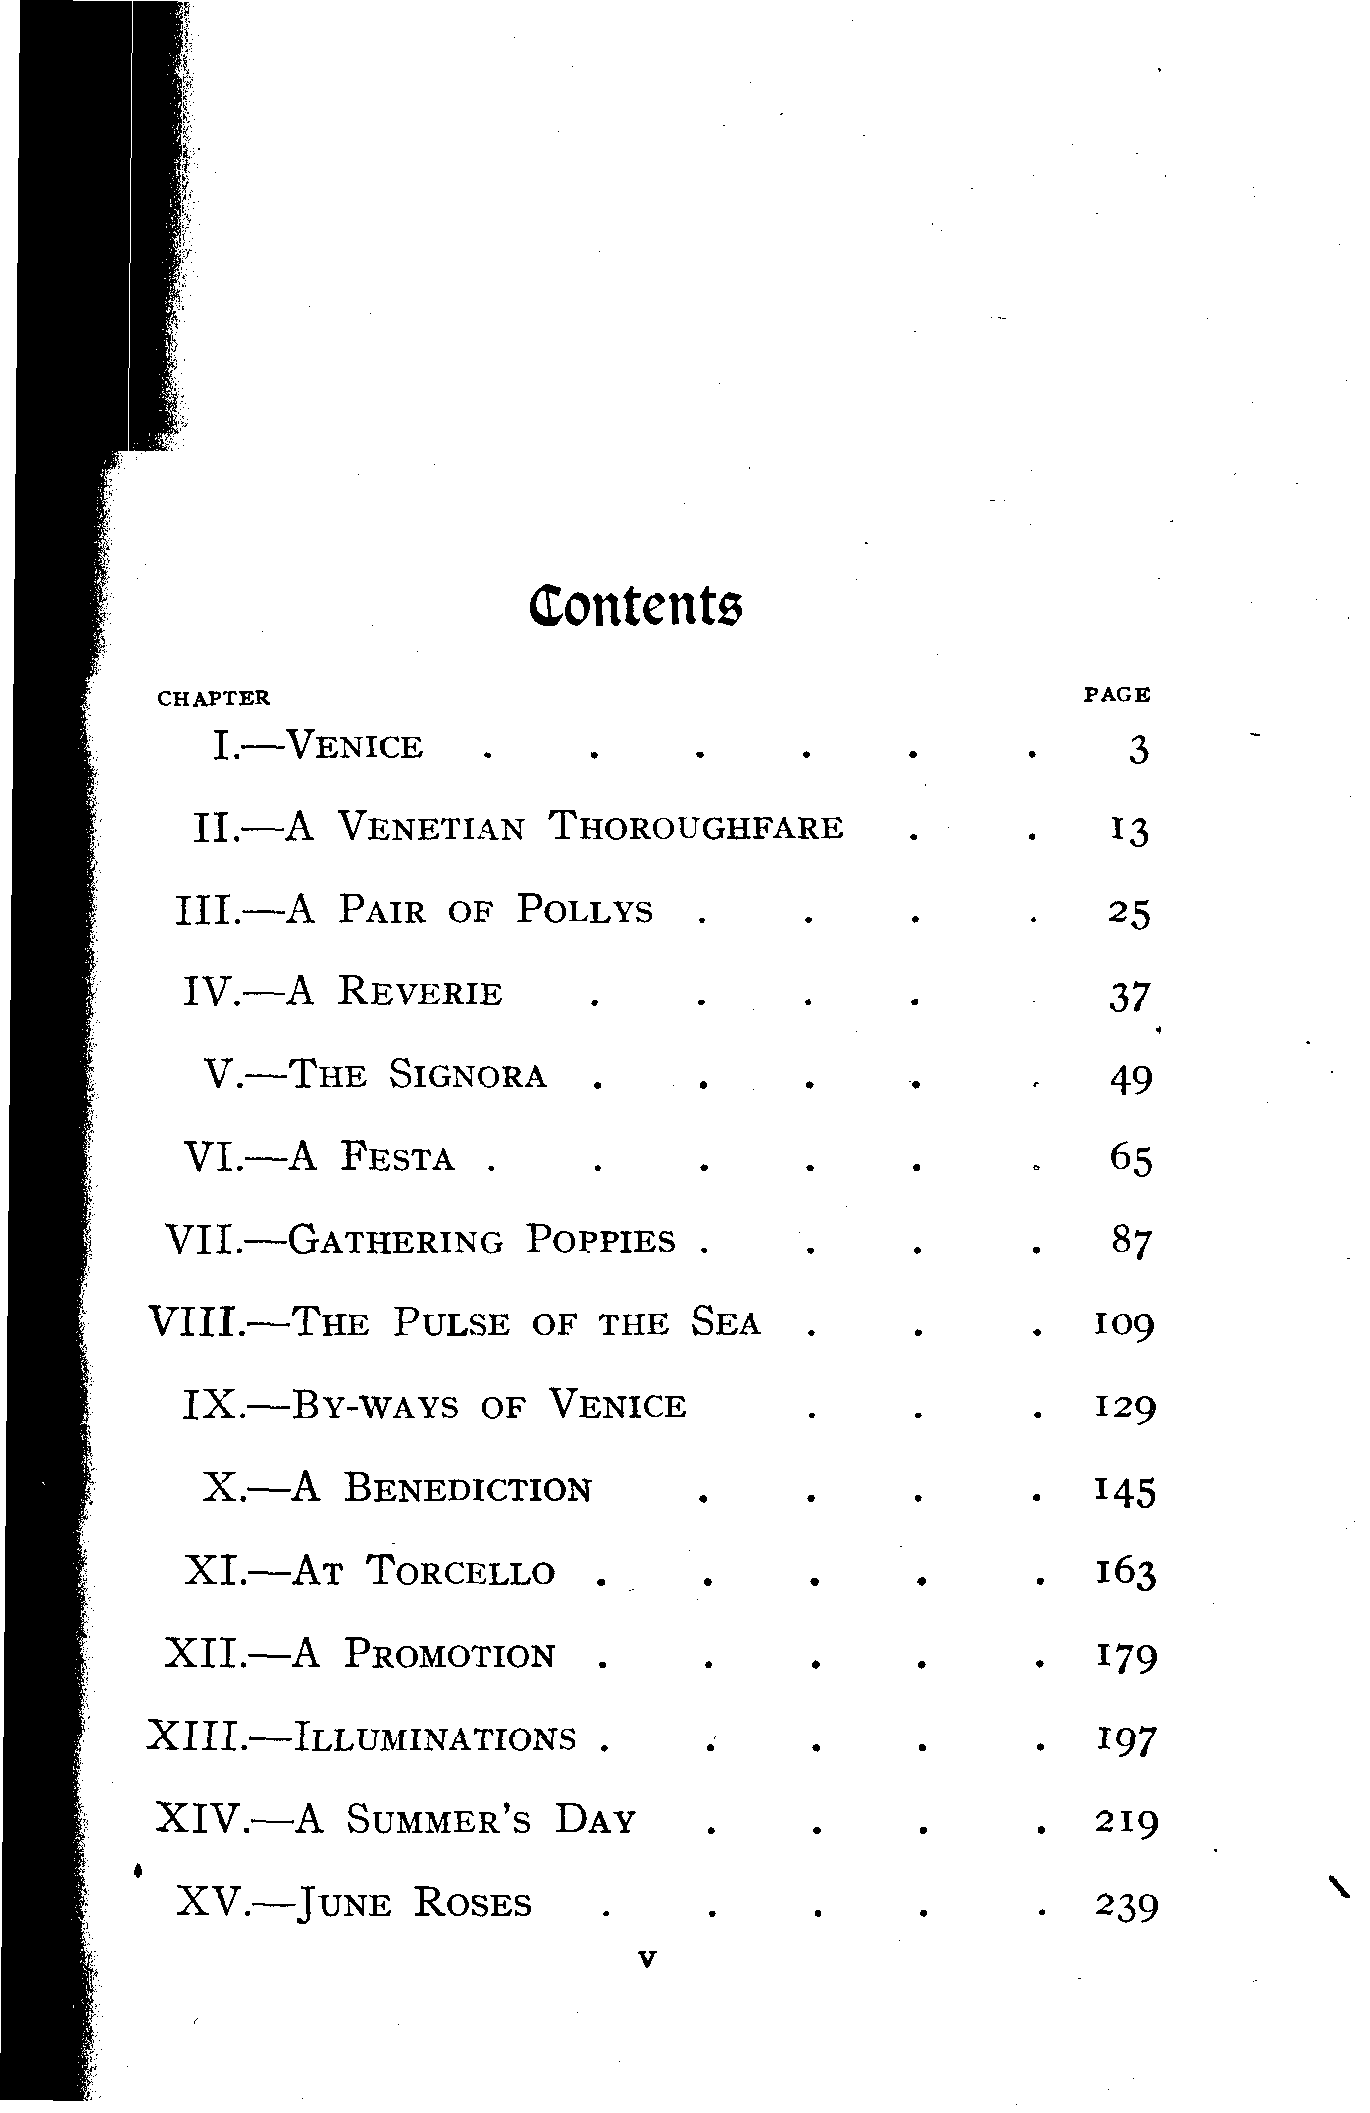 Contents
CHAPTER PAGE
I.—VENICE . . . . . . 3
II.—A VENETIAN THOROUGHFARE . . 13
III.—A PAIR OF POLLYS . . . . 25
IV.—A REVERIE . . . . 37
V.—THE SIGNORA . . . . . 49
VI.—A FESTA . . . . . . 65
VII.—GATHERING POPPIES . . . . 87
VIII.—THE PULSE OF THE SEA . . . 109
IX.—BY-WAYS OF VENICE . . . 129
X.—A BENEDICTION . . . . 145
XI.—AT TORCELLO . . . . . 163
XII.—A PROMOTION . . . . . 179
XIII.—ILLUMINATIONS . . . . . 197
XIV.—A SUMMER'S DAY . . . . 219
XV.—JUNE ROSES . . . . . 239
v